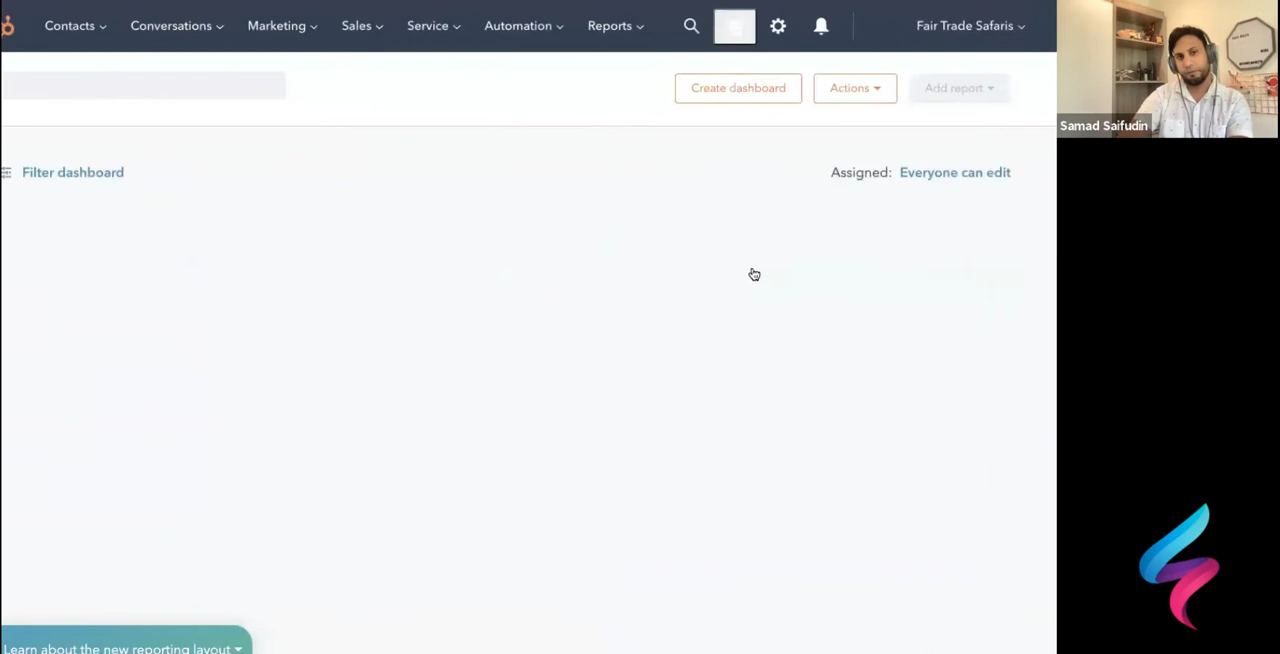 Contacts Conversations Marketing Sales Service Automation Reports Fair Trade Safaris
Create dashboard Actions Add report
Filter dashboard Assigned: Everyone can edit
Samad Saifudin
Learn about the new reporting layout